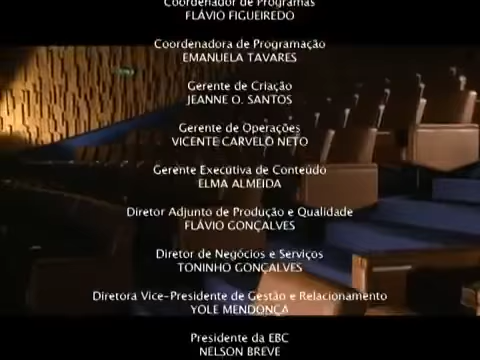 Coordenador de Programas
FLÁVIO FIGUEIREDO
Coordenadora de Programação
EMANUELA TAVARES
Gerente de Criação
JEANNE O. SANTOS
Gerente de Operações
VICENTE CARVELO NETO
Gerente Executiva de Conteúdo
ELMA ALMEIDA
Diretor Adjunto de Produção e Qualidade
FLÁVIO GONÇALVES
Diretor de Negócios e Serviços
TONINHO GONÇALVES
Diretora Vice-Presidente de Gestão e Relacionamento
YOLE MENDONÇA
Presidente da EBC
NELSON BREVE